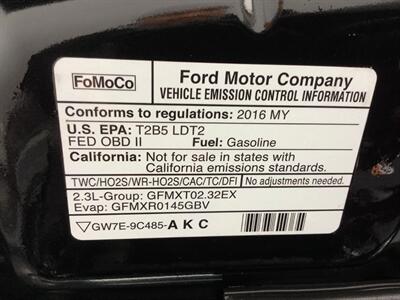 FoMoCo
Ford Motor Company
VEHICLE EMISSION CONTROL INFORMATION
Conforms to regulations: 2016 MY
U.S. EPA: T2B5 LDT2
FED OBD II Fuel: Gasoline
California: Not for sale in states with
California emissions standards.
TWC/HO2S/WR-HO2S/CAC/TC/DFI No adjustments needed.
2.3L-Group: GFMXT02.32EX
Evap: GFMXR0145GBV
GW7E-9C485-A K C